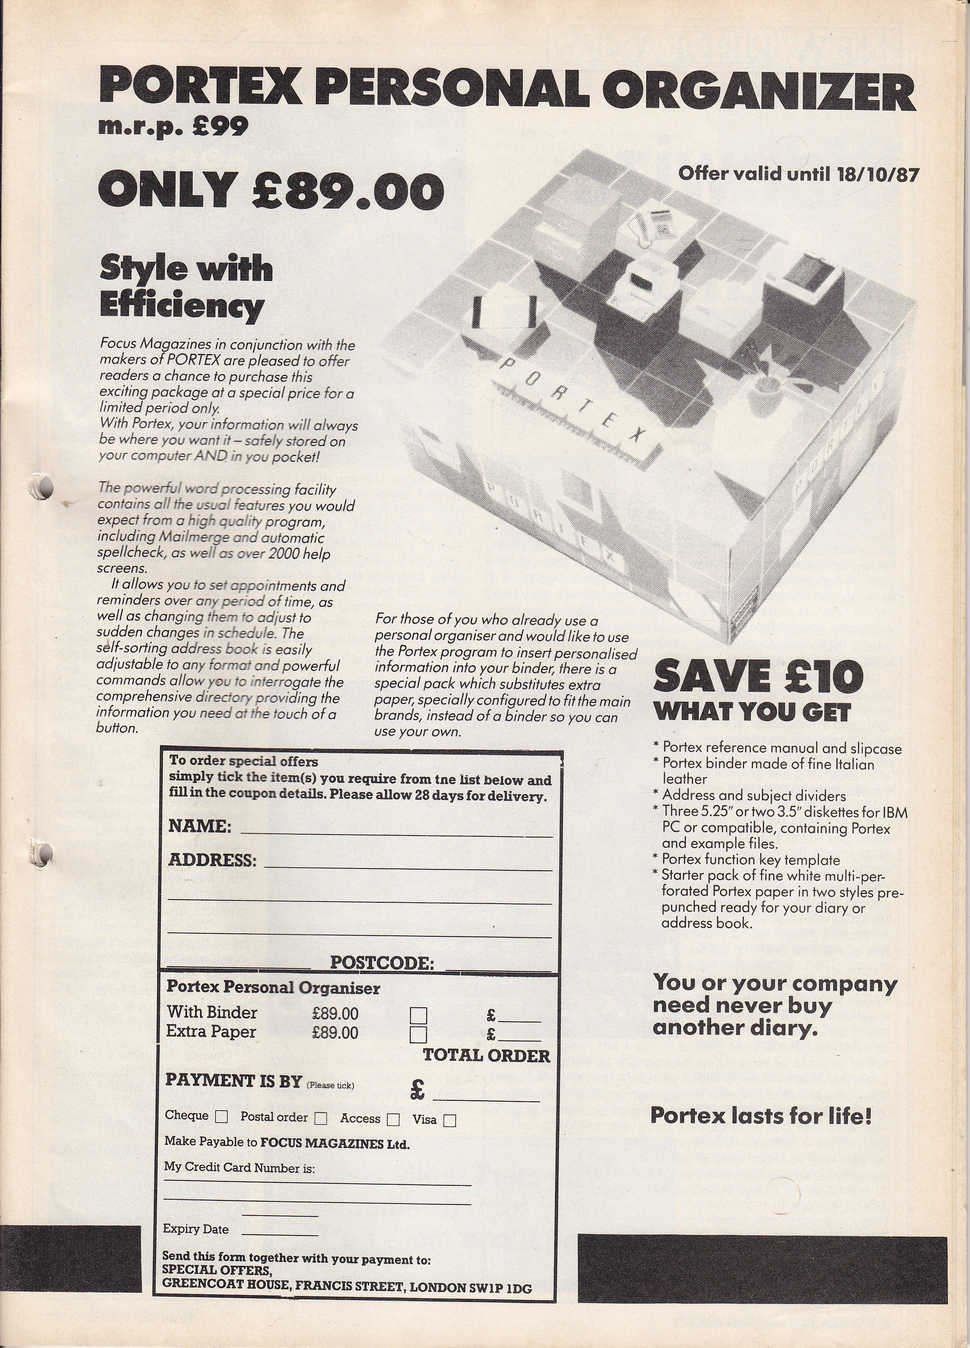 PORTEX PERSONAL ORGANIZER
m.r.p. £99
Offer valid until 18/10/87
ONLY £89.00
Style with
Efficiency
Focus Magazines in conjunction with the
makers of PORTEX are pleased to offer
readers a chance to purchase this
exciting package at a special price for a
limited period only.
With Portex, your information will always
be where you want it – safely stored on
your computer AND in you pocket!
The powerful word processing facility
contains all the usual features you would
expect from a high quality program,
including Mailmerge and automatic
spellcheck, as well as over 2000 help
screens.
It allows you to set appointments and
reminders over any period of time, as
well as changing them to adjust to
sudden changes in schedule. The
self-sorting address book is easily
adjustable to any format and powerful
commands allow you to interrogate the
comprehensive directory providing the
information you need at the touch of a
button.
PORTEX
PORTEX
For those of you who already use a
personal organiser and would like to use
the Portex program to insert personalised
information into your binder, there is a
special pack which substitutes extra
paper, specially configured to fit the main
brands, instead of a binder so you can
use your own.
SAVE £10
WHAT YOU GET
* Portex reference manual and slipcase
* Portex binder made of fine Italian
leather
* Address and subject dividers
* Three 5.25" or two 3.5" diskettes for IBM
PC or compatible, containing Portex
and example files.
* Portex function key template
* Starter pack of fine white multi-per-
forated Portex paper in two styles pre-
punched ready for your diary or
address book.
You or your company
need never buy
another diary.
Portex lasts for life!
To order special offers
simply tick the item(s) you require from the list below and
fill in the coupon details. Please allow 28 days for delivery.
NAME:
ADDRESS:
POSTCODE:
Portex Personal Organiser
With Binder £89.00 £
Extra Paper £89.00 £
TOTAL ORDER
PAYMENT IS BY (Please tick) £
Cheque Postal order Access Visa
Make Payable to FOCUS MAGAZINES Ltd.
My Credit Card Number is:
Expiry Date
Send this form together with your payment to:
SPECIAL OFFERS,
GREENCOAT HOUSE, FRANCIS STREET, LONDON SW1P 1DG